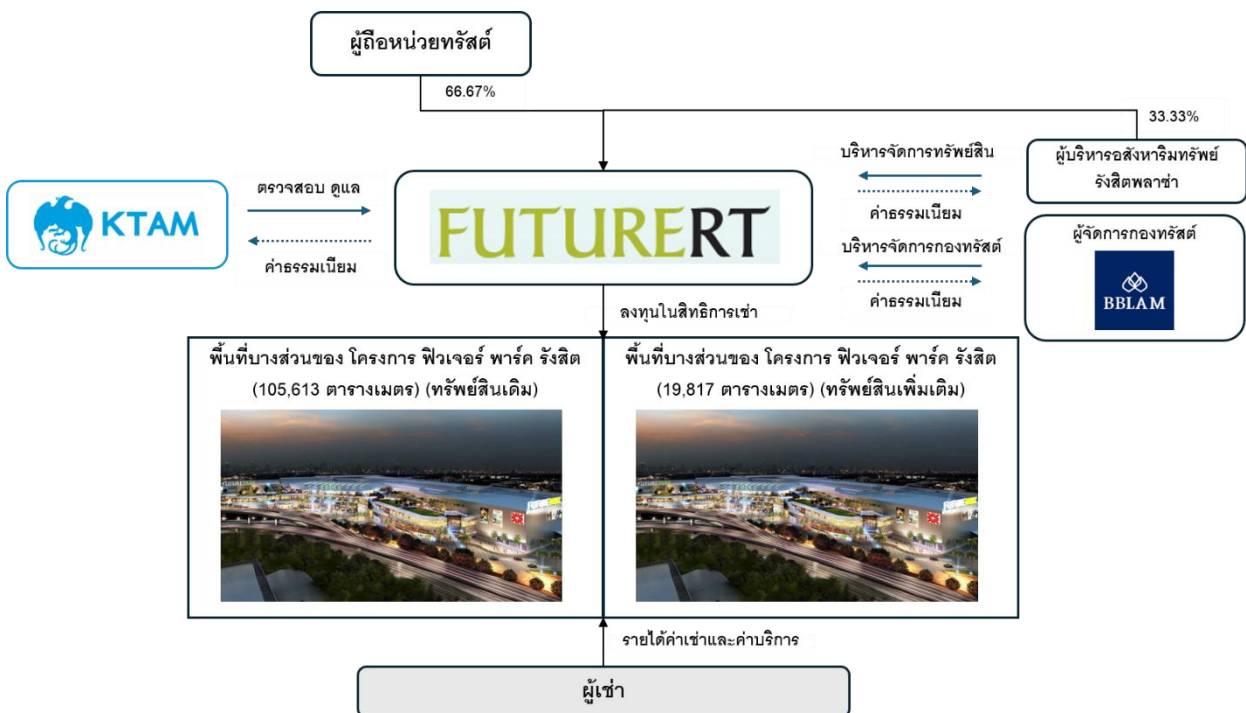 ผู้ถือหน่วยทรัสต์
66.67%
33.33%
บริหารจัดการทรัพย์สิน
ค่าธรรมเนียม
ผู้บริหารอสังหาริมทรัพย์
รังสิตพลาซ่า
KTAM
ตรวจสอบ ดูแล
ค่าธรรมเนียม
FUTURERT
บริหารจัดการกองทรัสต์
ค่าธรรมเนียม
ผู้จัดการกองทรัสต์
BBLAM
ลงทุนในสิทธิการเช่า
พื้นที่บางส่วนของ โครงการ ฟิวเจอร์ พาร์ค รังสิต
(105,613 ตารางเมตร) (ทรัพย์สินเดิม)
พื้นที่บางส่วนของ โครงการ ฟิวเจอร์ พาร์ค รังสิต
(19,817 ตารางเมตร) (ทรัพย์สินเพิ่มเติม)
รายได้ค่าเช่าและค่าบริการ
ผู้เช่า